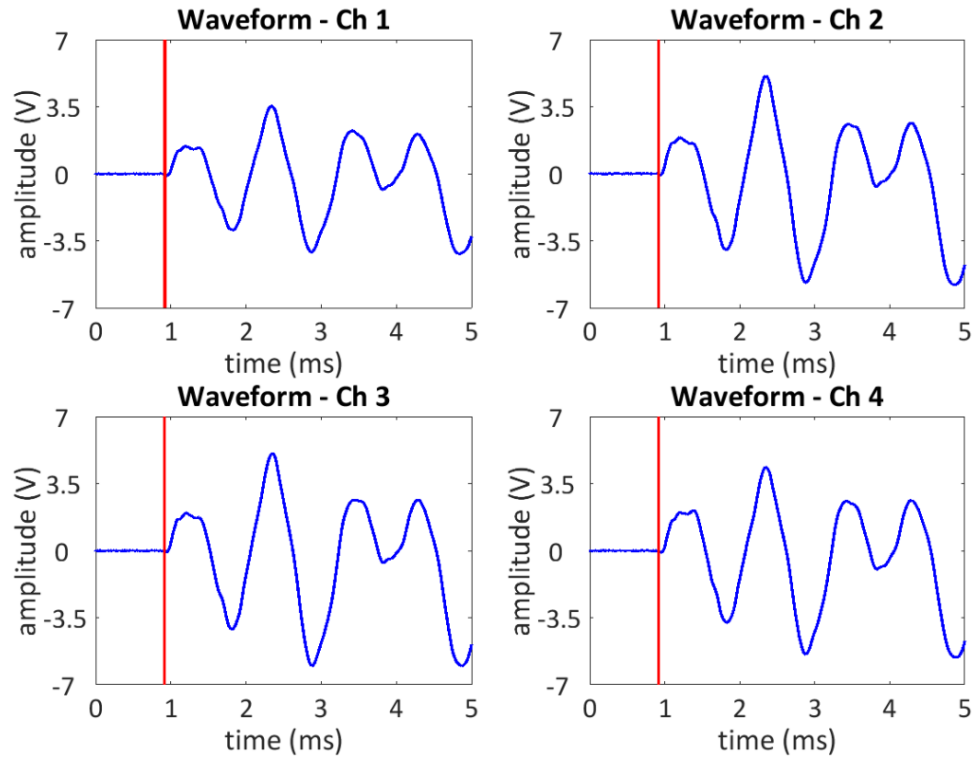 Waveform - Ch 1
7
3.5
0
-3.5
-7
amplitude (V)
0 1 2 3 4 5
time (ms)
Waveform - Ch 2
7
3.5
0
-3.5
-7
amplitude (V)
0 1 2 3 4 5
time (ms)
Waveform - Ch 3
7
3.5
0
-3.5
-7
amplitude (V)
0 1 2 3 4 5
time (ms)
Waveform - Ch 4
7
3.5
0
-3.5
-7
amplitude (V)
0 1 2 3 4 5
time (ms)